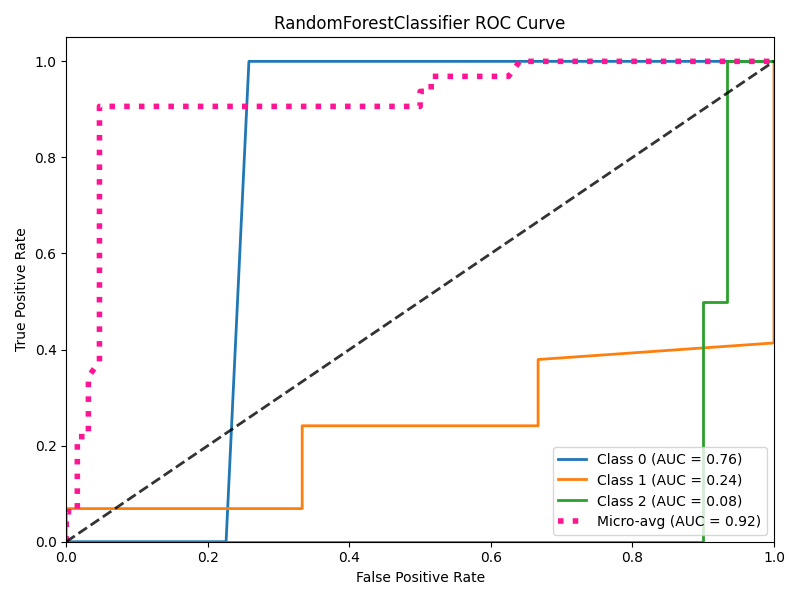 RandomForestClassifier ROC Curve
1.0
0.8
0.6
0.4
0.2
0.0
True Positive Rate
0.0 0.2 0.4 0.6 0.8 1.0
False Positive Rate
Class 0 (AUC = 0.76)
Class 1 (AUC = 0.24)
Class 2 (AUC = 0.08)
Micro-avg (AUC = 0.92)